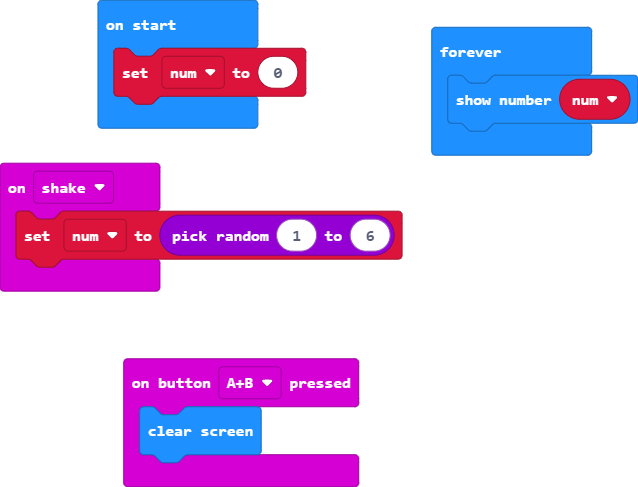 on start
set num to 0
forever
show number num
on shake
set num to pick random 1 to 6
on button A+B pressed
clear screen